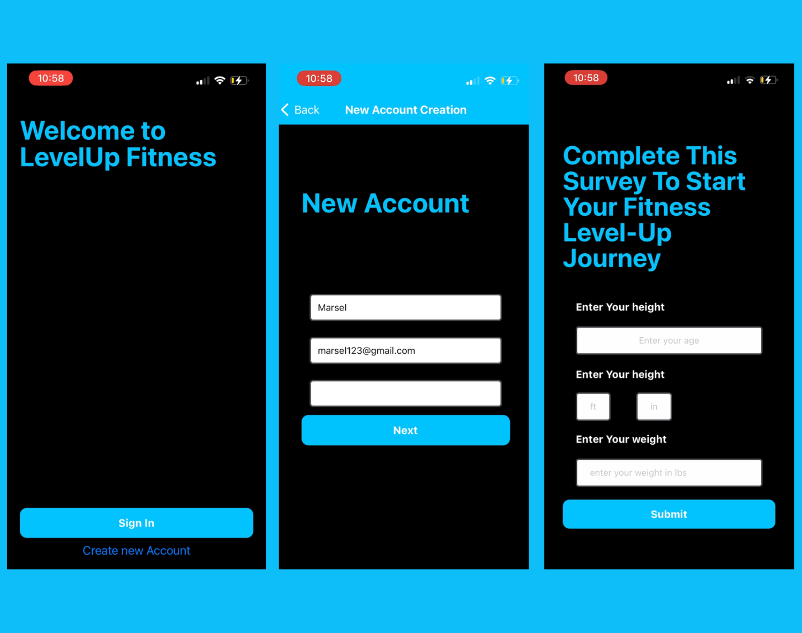 10:58
Welcome to
LevelUp Fitness
Sign In
Create new Account
10:58
Back
New Account Creation
New Account
Marsel
marsel123@gmail.com
Next
10:58
Complete This
Survey To Start
Your Fitness
Level-Up
Journey
Enter Your height
Enter your age
Enter Your height
ft
in
Enter Your weight
enter your weight in lbs
Submit